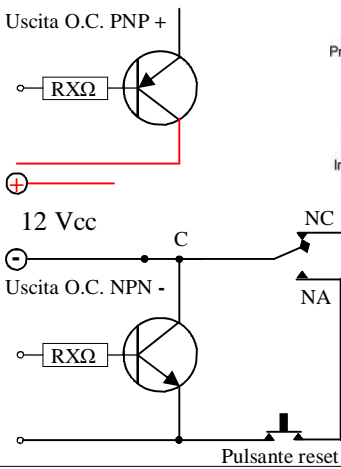 Uscita O.C. PNP +
RXΩ
+
12 Vcc
-
C
NC
Uscita O.C. NPN -
NA
RXΩ
Pulsante reset